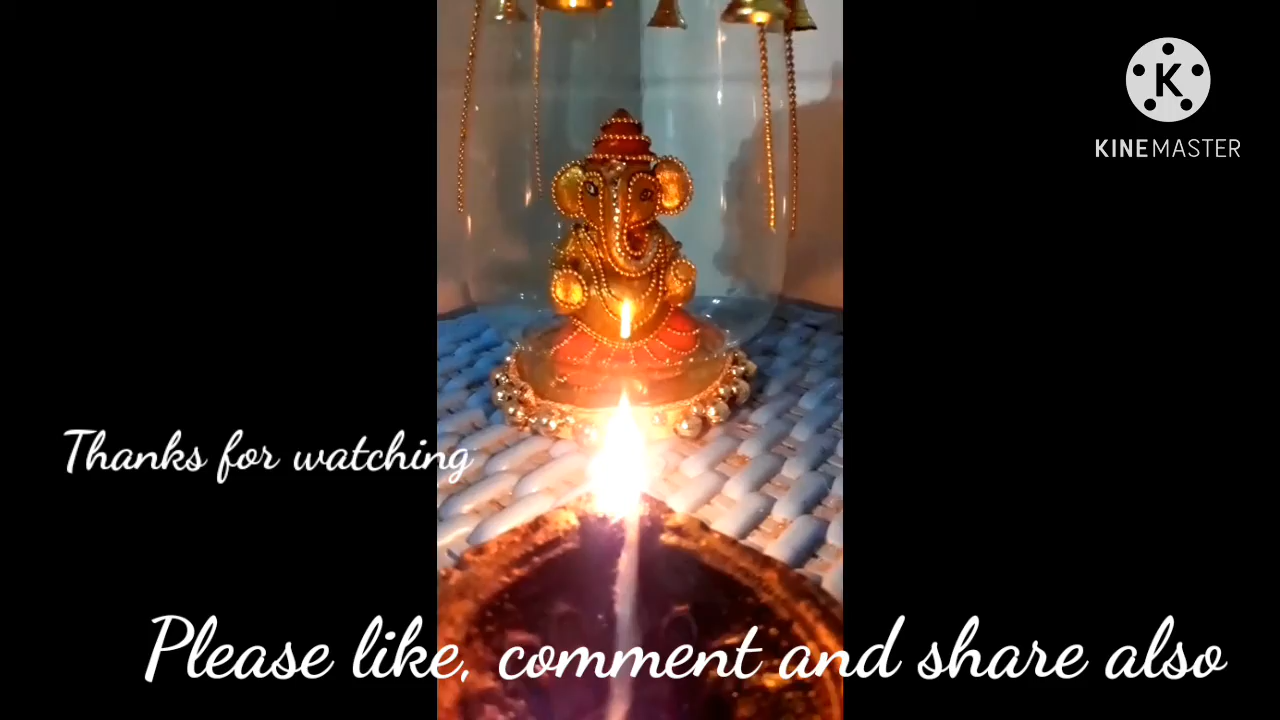 K
KINEMASTER
Thanks for watching
Please like, comment and share also